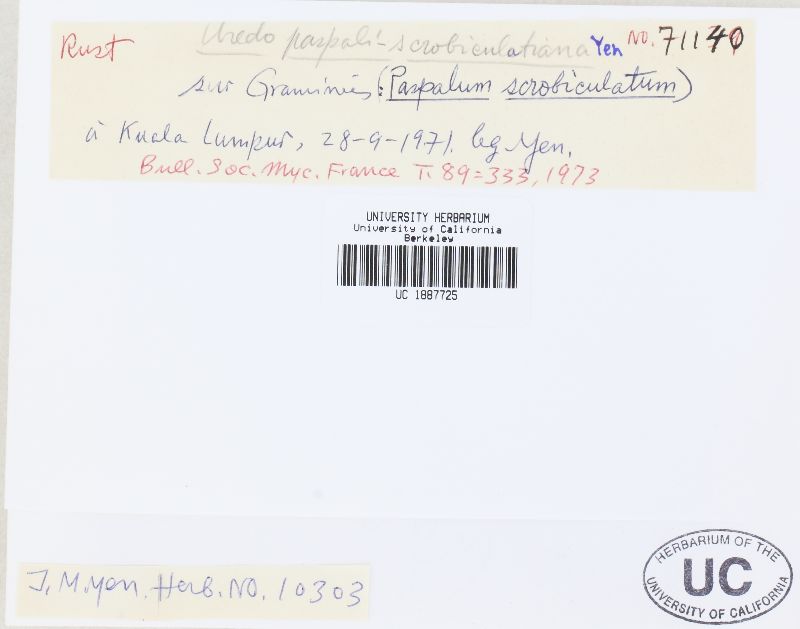 Rust Uredo paspali-scrobiculatiana Yen No. 71140
sur Graminées (Paspalum scrobiculatum)
à Kuala Lumpur, 28-9-1971. leg Yen.
Bull. Soc. Myc. France T. 89=333, 1973
UNIVERSITY HERBARIUM
University of California
Berkeley
UC 1887725
J. M. Yen. Herb. NO. 10303
HERBARIUM OF THE
UC
UNIVERSITY OF CALIFORNIA